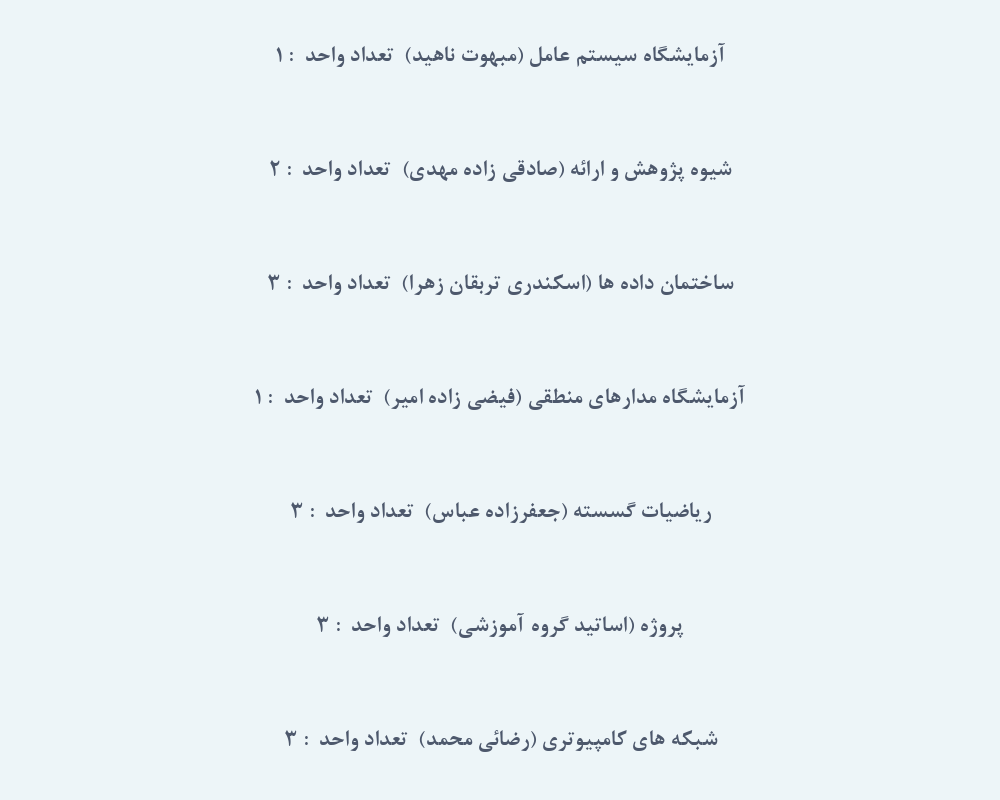 آزمایشگاه سیستم عامل (مبهوت ناهید) تعداد واحد : ۱
شیوه پژوهش و ارائه (صادقی زاده مهدی) تعداد واحد : ۲
ساختمان داده ها (اسکندری تربقان زهرا) تعداد واحد : ۳
آزمایشگاه مدارهای منطقی (فیضی زاده امیر) تعداد واحد : ۱
ریاضیات گسسته (جعفرزاده عباس) تعداد واحد : ۳
پروژه (اساتید گروه آموزشی) تعداد واحد : ۳
شبکه های کامپیوتری (رضائی محمد) تعداد واحد : ۳